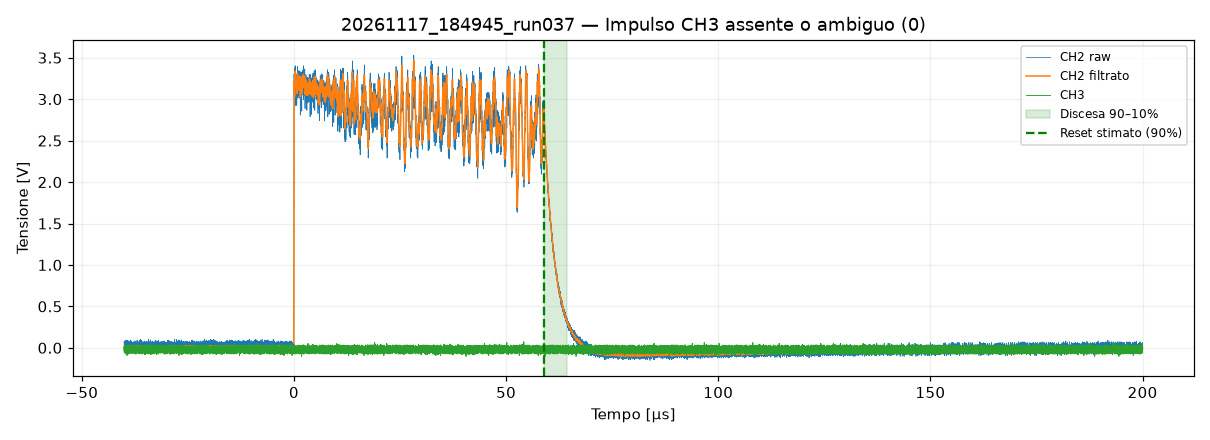 20261117_184945_run037 — Impulso CH3 assente o ambiguo (0)
CH2 raw
CH2 filtrato
CH3
Discesa 90–10%
Reset stimato (90%)
Tensione [V]
3.5
3.0
2.5
2.0
1.5
1.0
0.5
0.0
−50
0
50
100
150
200
Tempo [µs]